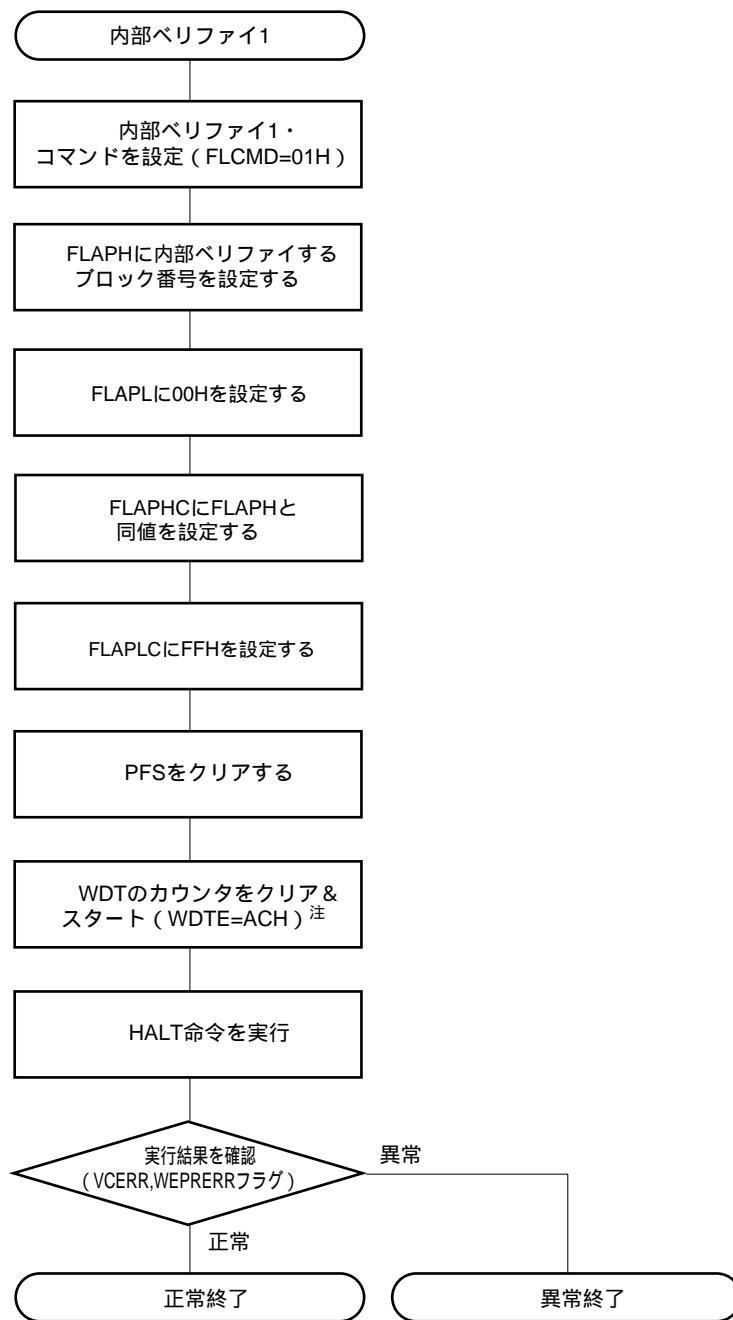 内部ベリファイ1
内部ベリファイ1・
コマンドを設定（FLCMD=01H）
FLAPHに内部ベリファイする
ブロック番号を設定する
FLAPLに00Hを設定する
FLAPHCにFLAPHと
同値を設定する
FLAPLCにFFHを設定する
PFSをクリアする
WDTのカウンタをクリア＆
スタート（WDTE=ACH）注
HALT命令を実行
実行結果を確認
（VCERR,WEPRERRフラグ）
異常
正常
正常終了
異常終了